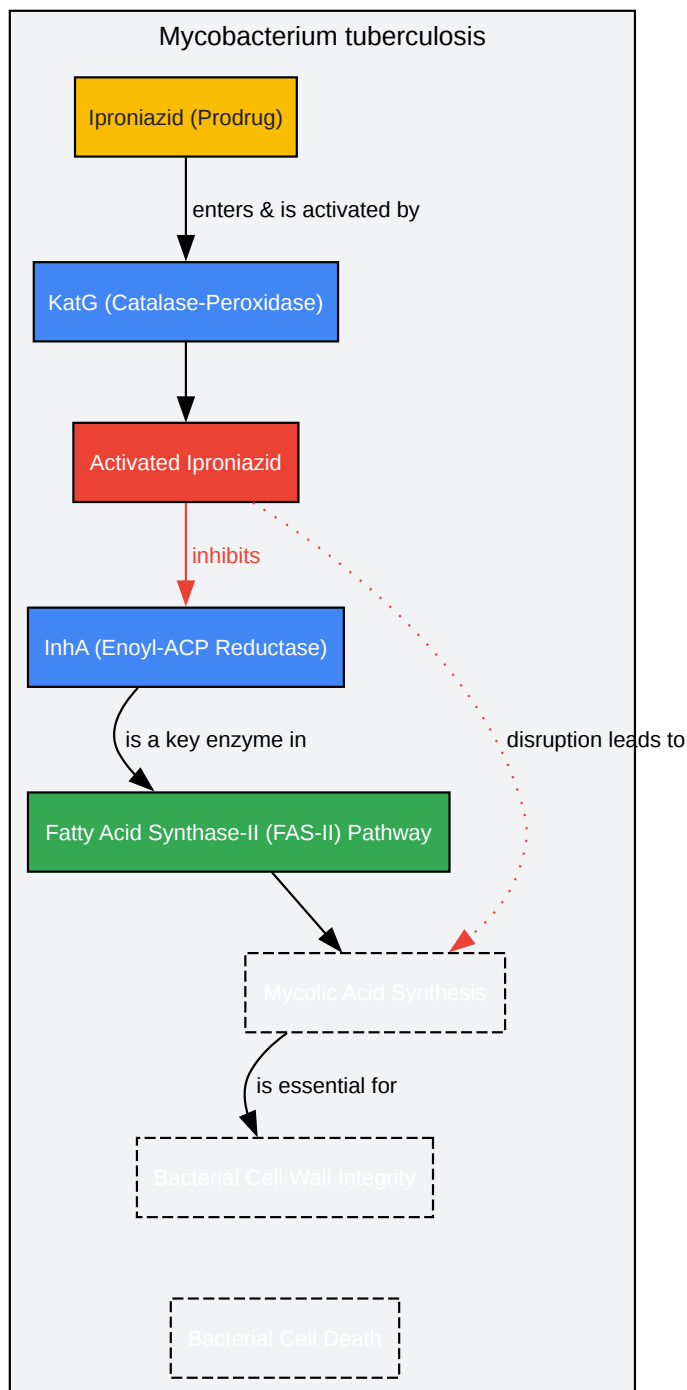 Mycobacterium tuberculosis
Iproniazid (Prodrug)
enters & is activated by
KatG (Catalase-Peroxidase)
Activated Iproniazid
inhibits
InhA (Enoyl-ACP Reductase)
is a key enzyme in
disruption leads to
Fatty Acid Synthase-II (FAS-II) Pathway
Mycolic Acid Synthesis
is essential for
Bacterial Cell Wall Integrity
Bacterial Cell Death